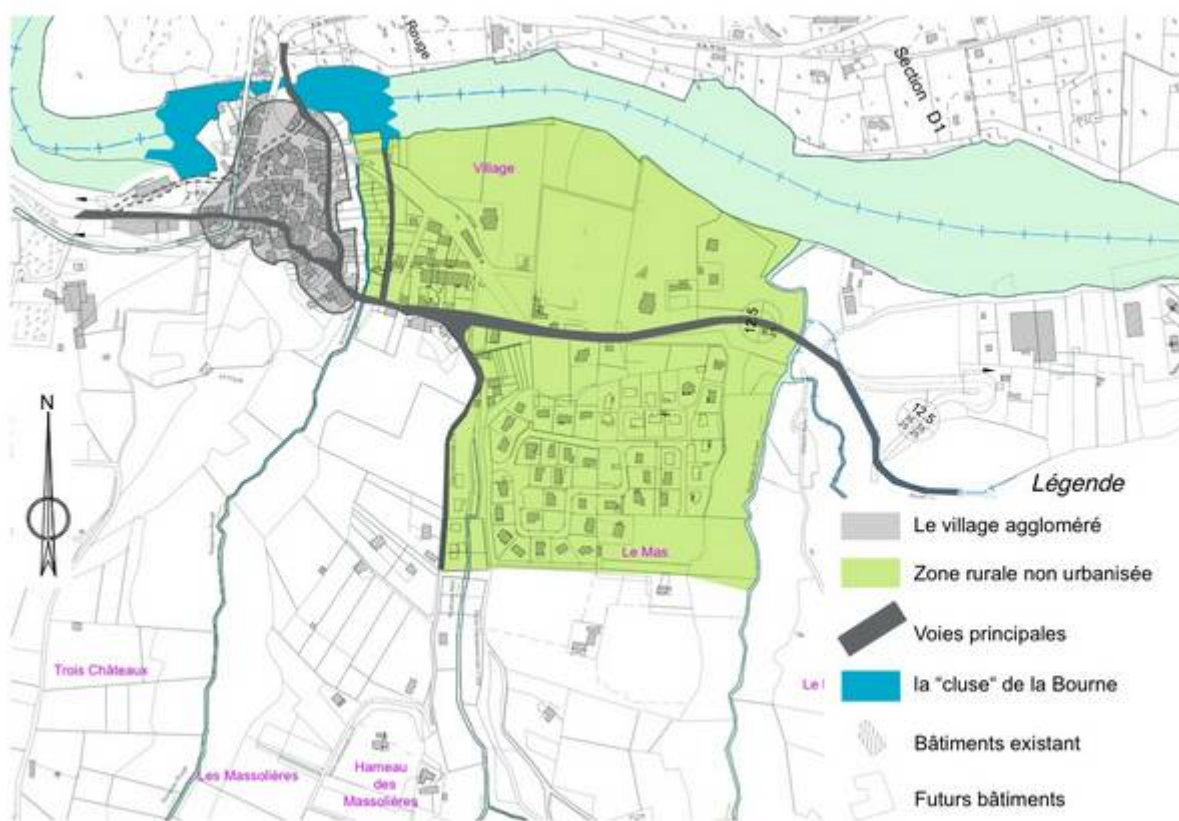 Rouge
Section D1
Village
12.5
12.5
N
Légende
Le village aggloméré
Zone rurale non urbanisée
Le Mas
Voies principales
Trois Châteaux
la "cluse" de la Bourne
Bâtiments existant
Les Massolières
Hameau
des
Massolières
Futurs bâtiments